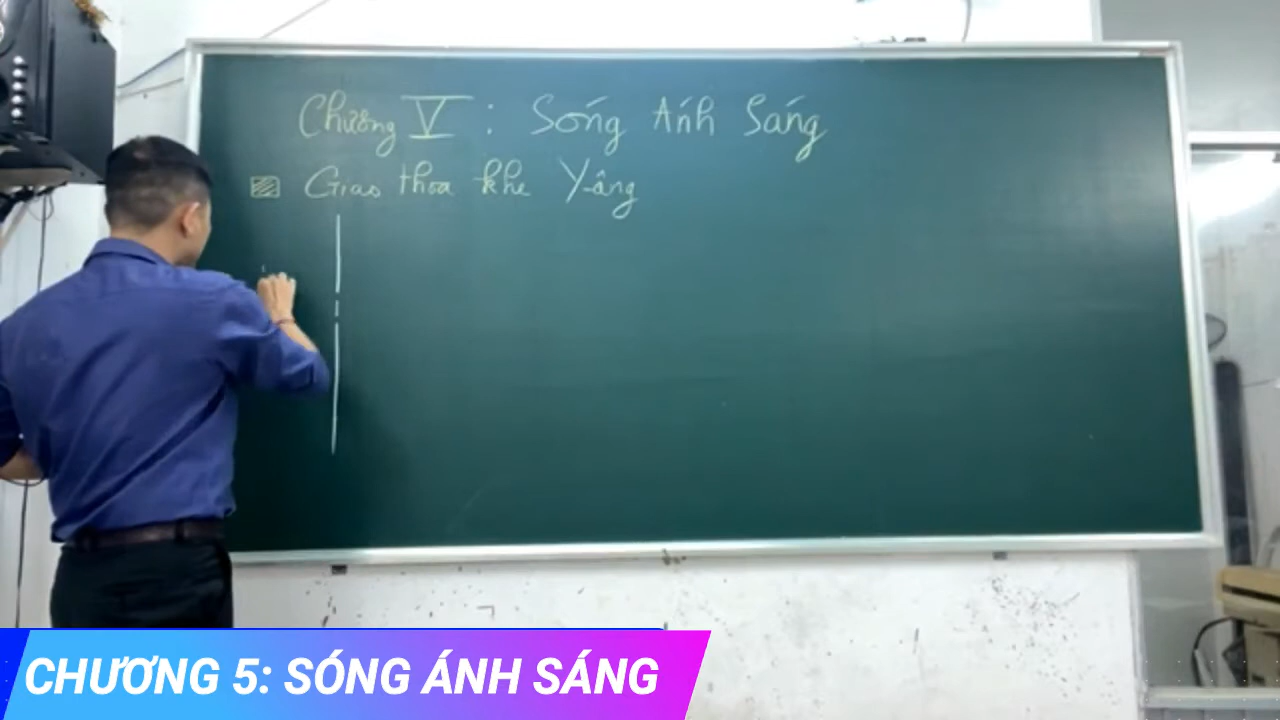 Chương V : Sóng Ánh Sáng
Giao thoa khe Y-âng
CHƯƠNG 5: SÓNG ÁNH SÁNG